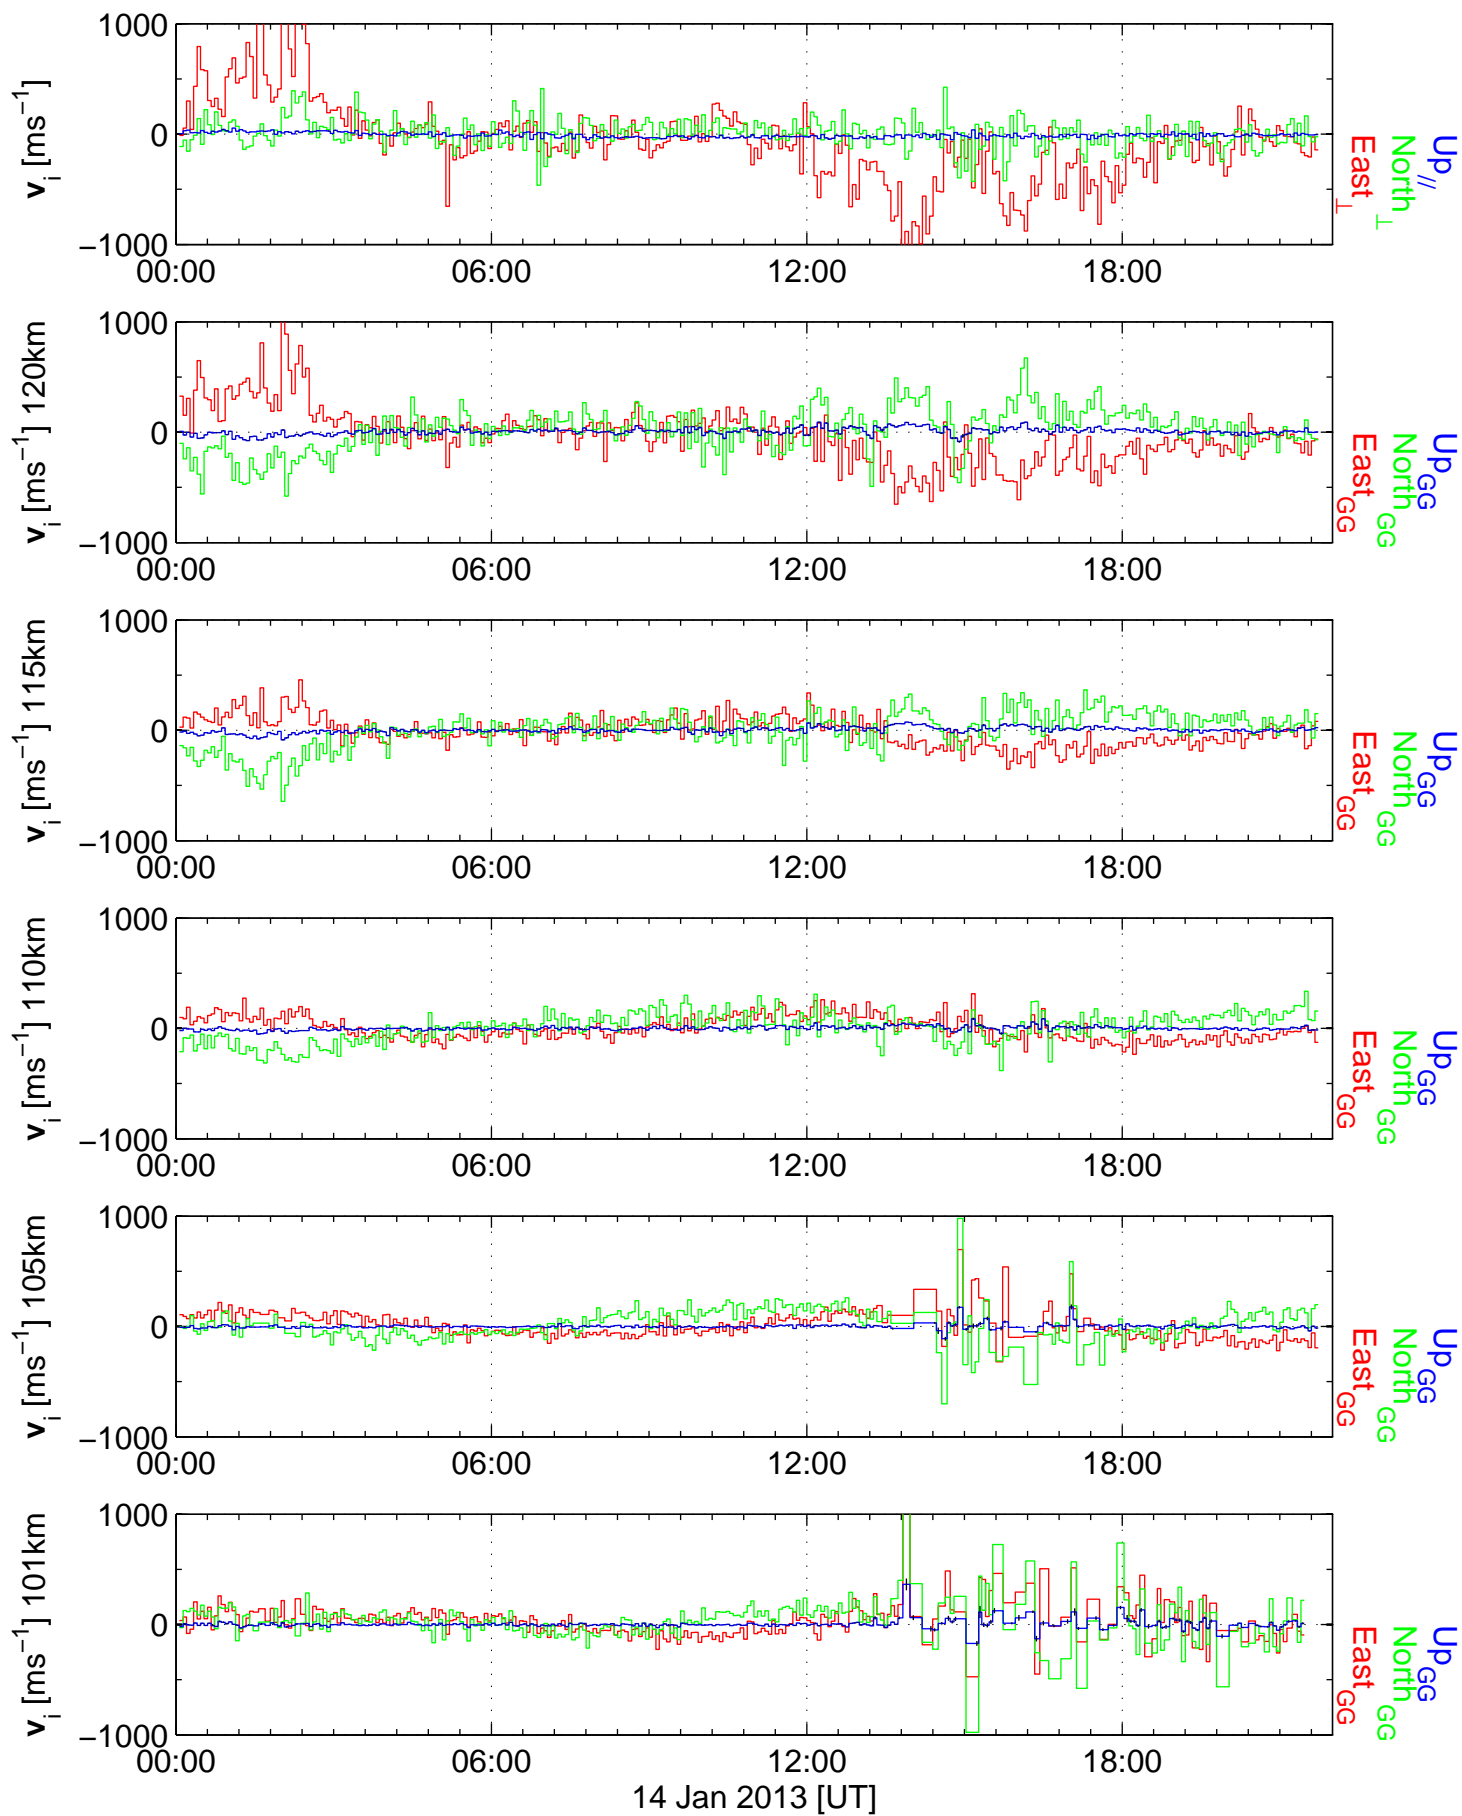 v_i [ms^−1]
1000
0
−1000
00:00 06:00 12:00 18:00
East_⊥
North_⊥
Up_//
v_i [ms^−1] 120km
1000
0
−1000
00:00 06:00 12:00 18:00
East_GG
North_GG
Up_GG
v_i [ms^−1] 115km
1000
0
−1000
00:00 06:00 12:00 18:00
East_GG
North_GG
Up_GG
v_i [ms^−1] 110km
1000
0
−1000
00:00 06:00 12:00 18:00
East_GG
North_GG
Up_GG
v_i [ms^−1] 105km
1000
0
−1000
00:00 06:00 12:00 18:00
East_GG
North_GG
Up_GG
v_i [ms^−1] 101km
1000
0
−1000
00:00 06:00 12:00 18:00
East_GG
North_GG
Up_GG
14 Jan 2013 [UT]